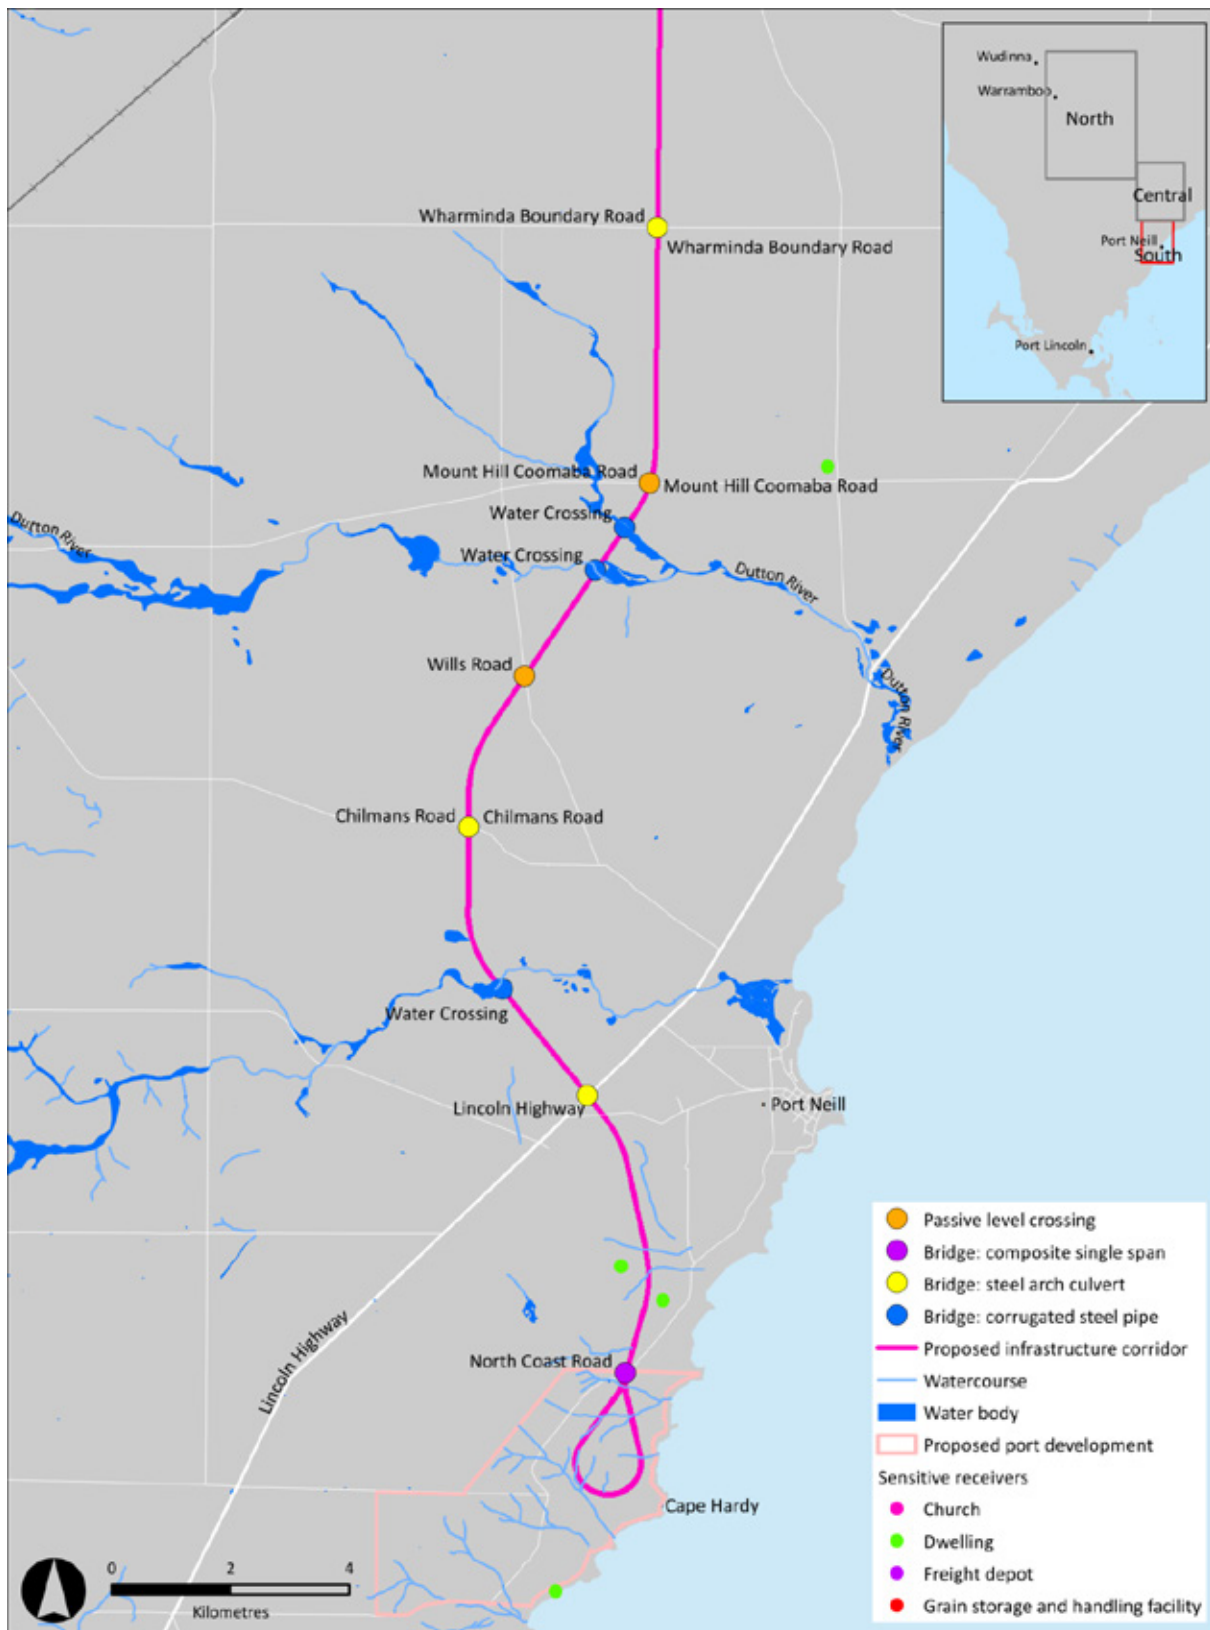 Wudinna
Warramboo
North
Central
Port Neill
South
Port Lincoln
Wharminda Boundary Road
Wharminda Boundary Road
Mount Hill Coomaba Road
Mount Hill Coomaba Road
Water Crossing
Dutton River
Water Crossing
Dutton River
Wills Road
Dutton River
Chilmans Road
Chilmans Road
Water Crossing
Lincoln Highway
Port Neill
Lincoln Highway
North Coast Road
Cape Hardy
Passive level crossing
Bridge: composite single span
Bridge: steel arch culvert
Bridge: corrugated steel pipe
Proposed infrastructure corridor
Watercourse
Water body
Proposed port development
Sensitive receivers
Church
Dwelling
Freight depot
Grain storage and handling facility
0 2 4
Kilometres